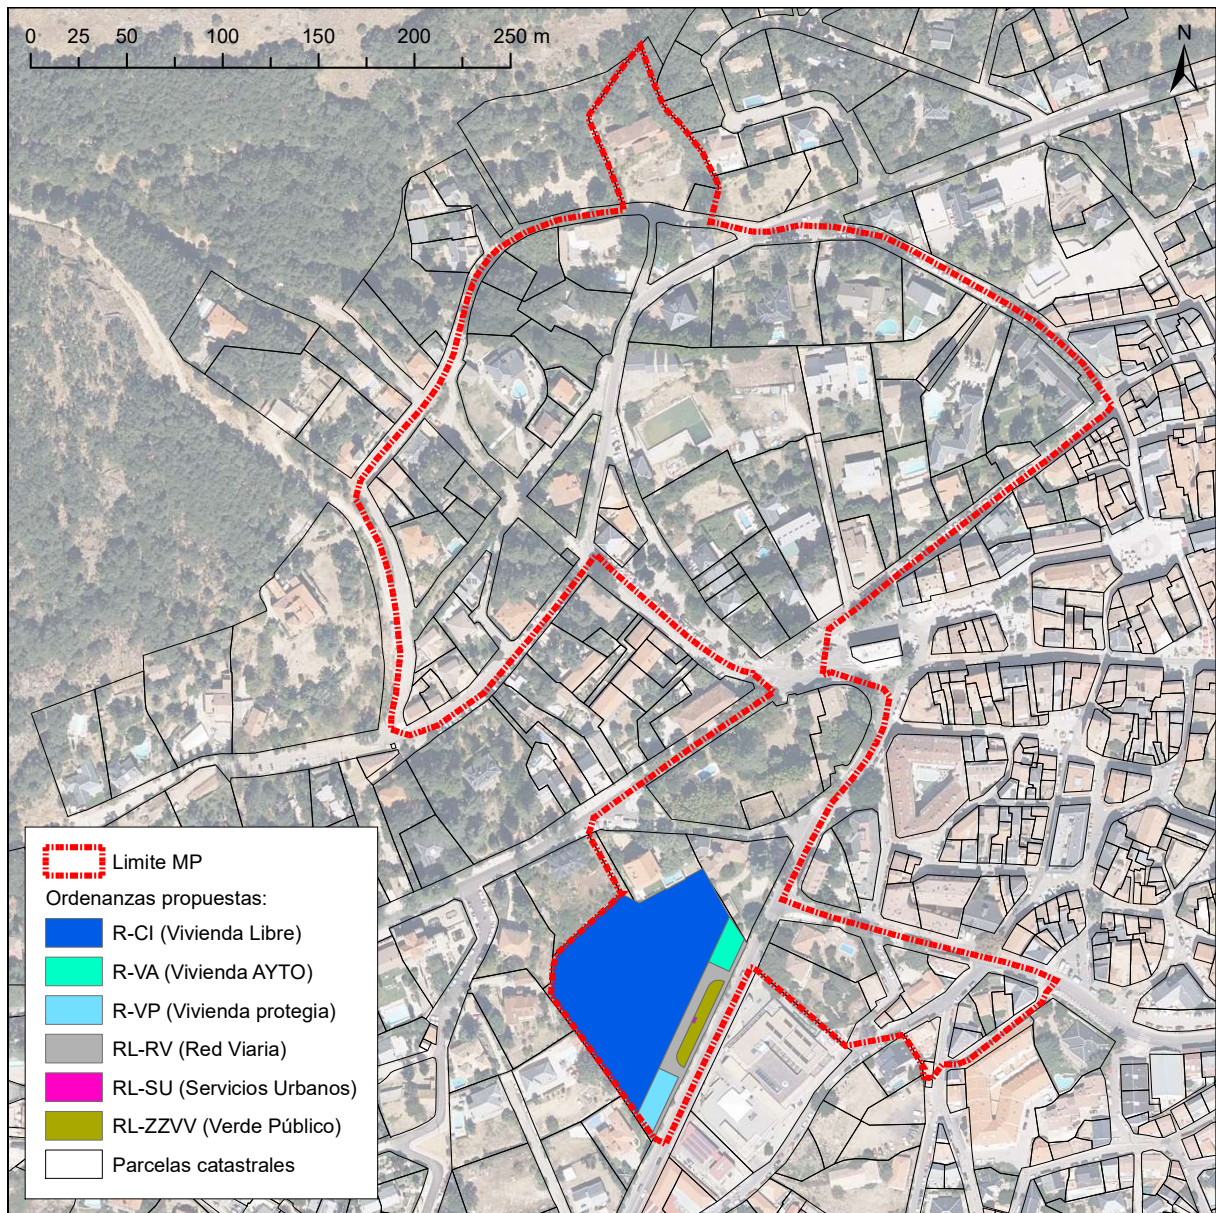 0 25 50 100 150 200 250 m
N
Limite MP
Ordenanzas propuestas:
R-CI (Vivienda Libre)
R-VA (Vivienda AYTO)
R-VP (Vivienda protegia)
RL-RV (Red Viaria)
RL-SU (Servicios Urbanos)
RL-ZZVV (Verde Público)
Parcelas catastrales